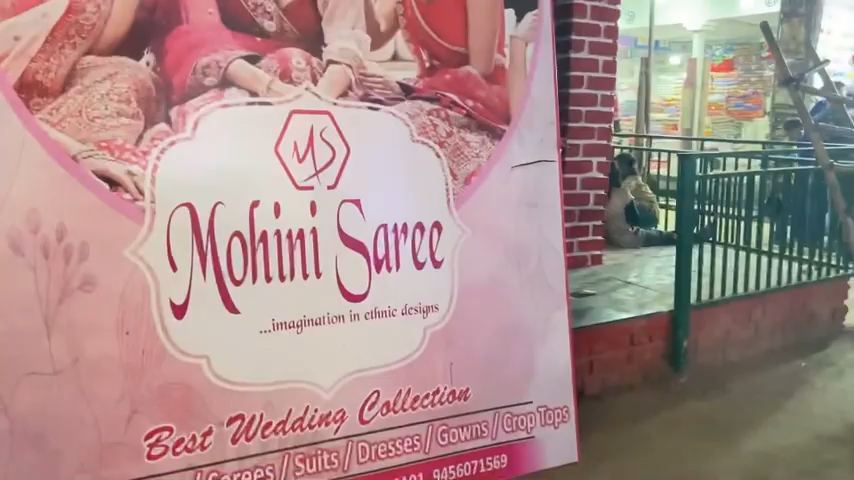 MS
Mohini Saree
...imagination in ethnic designs
Best Wedding Collection
/ Sarees / Suits / Dresses / Gowns / Crop Tops
9456071569